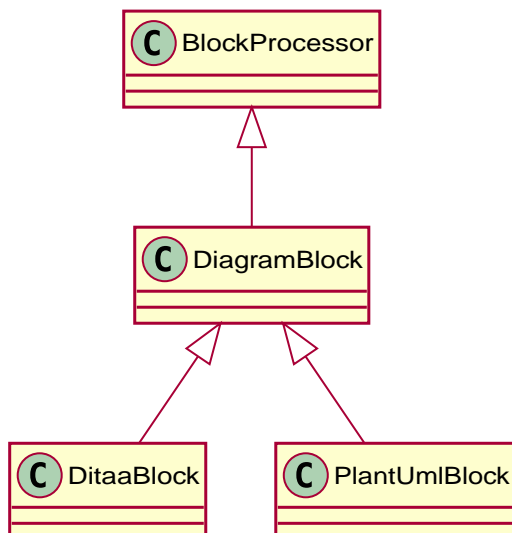 C BlockProcessor
C DiagramBlock
C DitaaBlock
C PlantUmlBlock